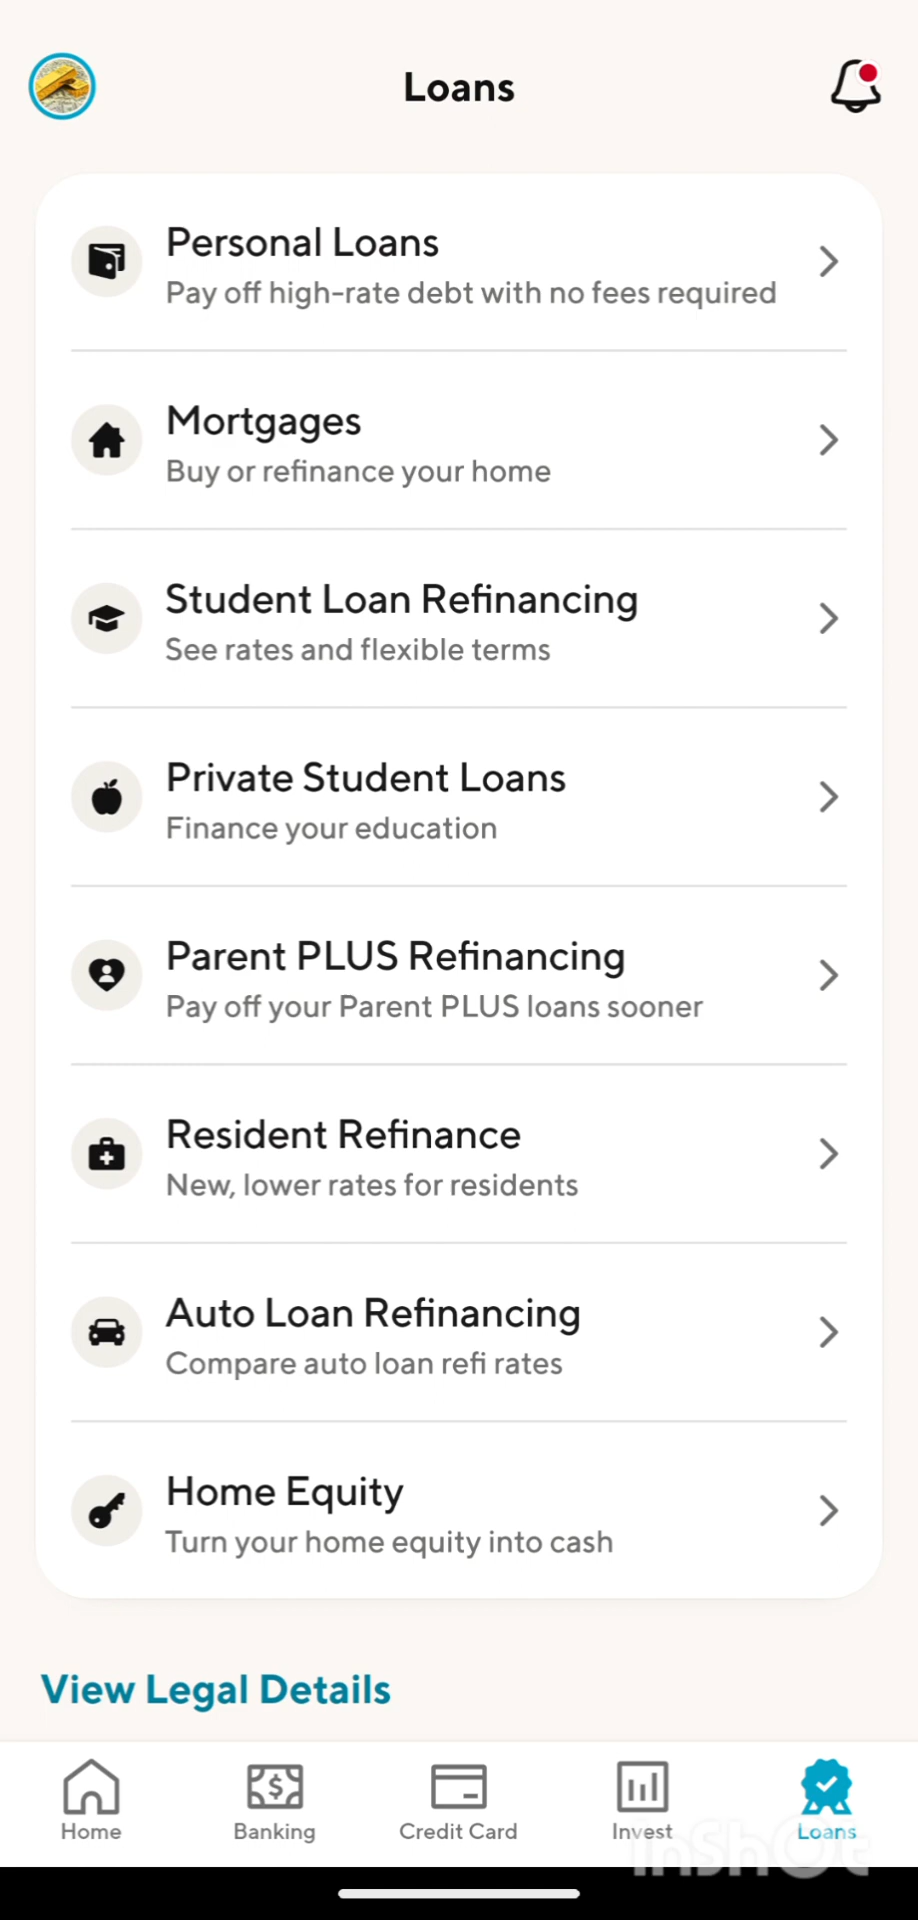 Loans
Personal Loans
Pay off high-rate debt with no fees required
Mortgages
Buy or refinance your home
Student Loan Refinancing
See rates and flexible terms
Private Student Loans
Finance your education
Parent PLUS Refinancing
Pay off your Parent PLUS loans sooner
Resident Refinance
New, lower rates for residents
Auto Loan Refinancing
Compare auto loan refi rates
Home Equity
Turn your home equity into cash
View Legal Details
Home Banking Credit Card Invest Loans
InShOt